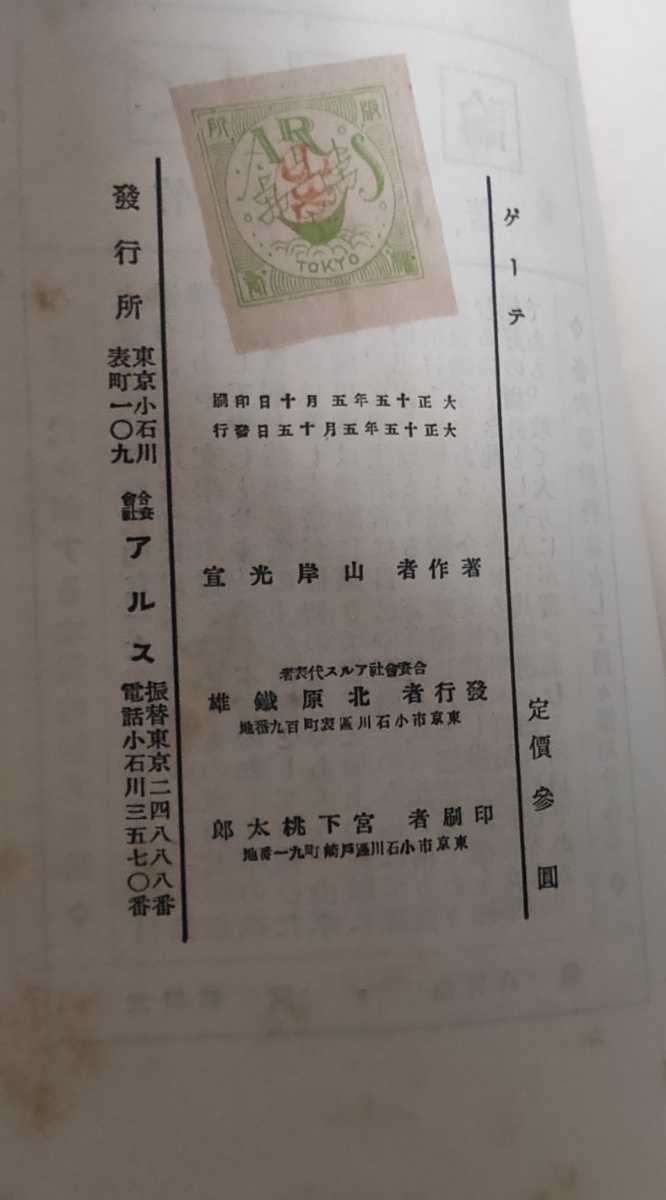 ゲーテ
定價參圓
版
所
ARS
TOKYO
大正十五年五月十日印刷
大正十五年五月十五日發行
著作者 山岸光宣
合資會社アルス代表者
發行者 北原鐵雄
東京市小石川區表町百九番地
印刷者 宮下桃太郎
東京市小石川區戸崎町九一番地
發行所
東京小石川
表町一〇九
合資
會社
アルス
振替東京二四八八八番
電話小石川三五七〇番